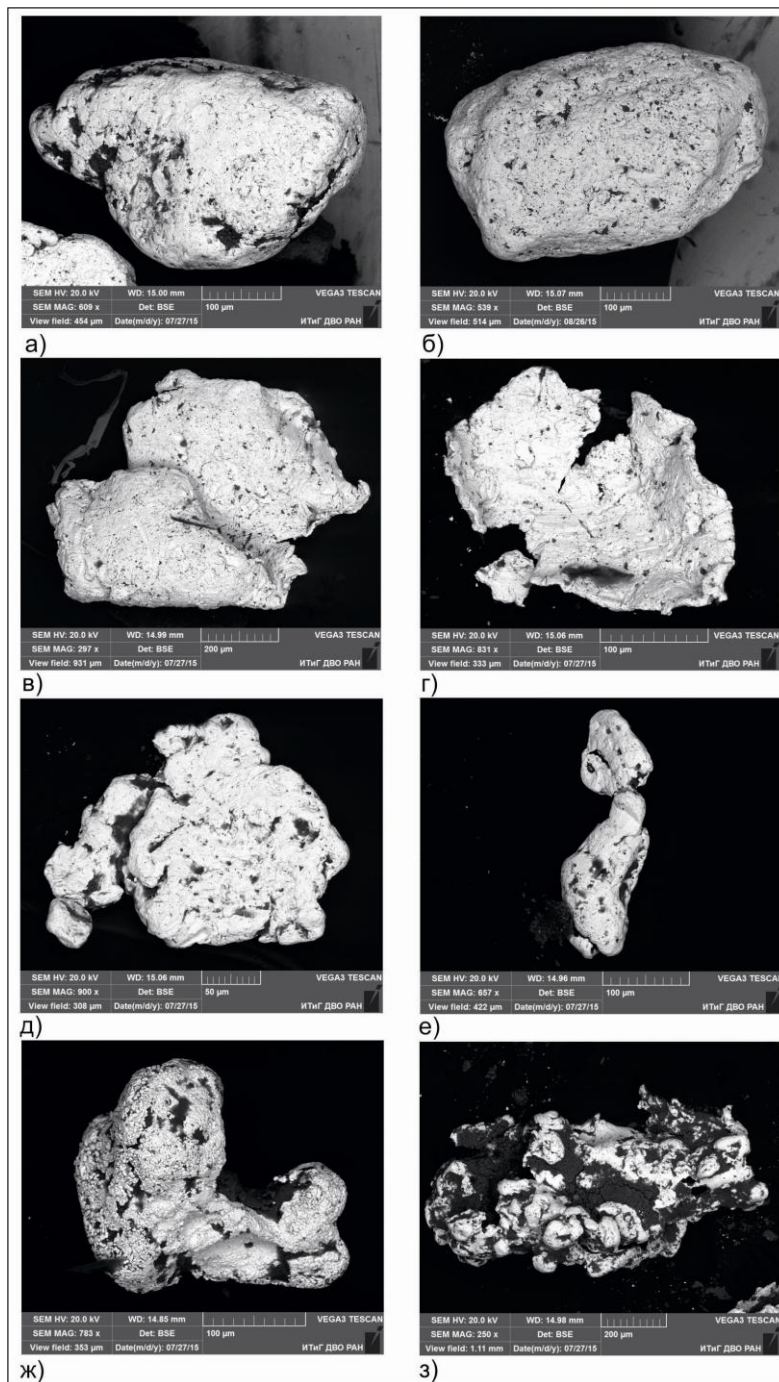 SEM HV: 20.0 kV WD: 15.00 mm VEGA3 TESCAN
SEM MAG: 609 x Det: BSE 100 µm
View field: 454 µm Date(m/d/y): 07/27/15 ИТиГ ДВО РАН
а)
SEM HV: 20.0 kV WD: 15.07 mm VEGA3 TESCAN
SEM MAG: 539 x Det: BSE 100 µm
View field: 514 µm Date(m/d/y): 08/26/15 ИТиГ ДВО РАН
б)
SEM HV: 20.0 kV WD: 14.99 mm VEGA3 TESCAN
SEM MAG: 297 x Det: BSE 200 µm
View field: 931 µm Date(m/d/y): 07/27/15 ИТиГ ДВО РАН
в)
SEM HV: 20.0 kV WD: 15.06 mm VEGA3 TESCAN
SEM MAG: 831 x Det: BSE 100 µm
View field: 333 µm Date(m/d/y): 07/27/15 ИТиГ ДВО РАН
г)
SEM HV: 20.0 kV WD: 15.06 mm VEGA3 TESCAN
SEM MAG: 900 x Det: BSE 50 µm
View field: 308 µm Date(m/d/y): 07/27/15 ИТиГ ДВО РАН
д)
SEM HV: 20.0 kV WD: 14.96 mm VEGA3 TESCAN
SEM MAG: 657 x Det: BSE 100 µm
View field: 422 µm Date(m/d/y): 07/27/15 ИТиГ ДВО РАН
е)
SEM HV: 20.0 kV WD: 14.85 mm VEGA3 TESCAN
SEM MAG: 783 x Det: BSE 100 µm
View field: 353 µm Date(m/d/y): 07/27/15 ИТиГ ДВО РАН
ж)
SEM HV: 20.0 kV WD: 14.98 mm VEGA3 TESCAN
SEM MAG: 250 x Det: BSE 200 µm
View field: 1.11 mm Date(m/d/y): 07/27/15 ИТиГ ДВО РАН
з)